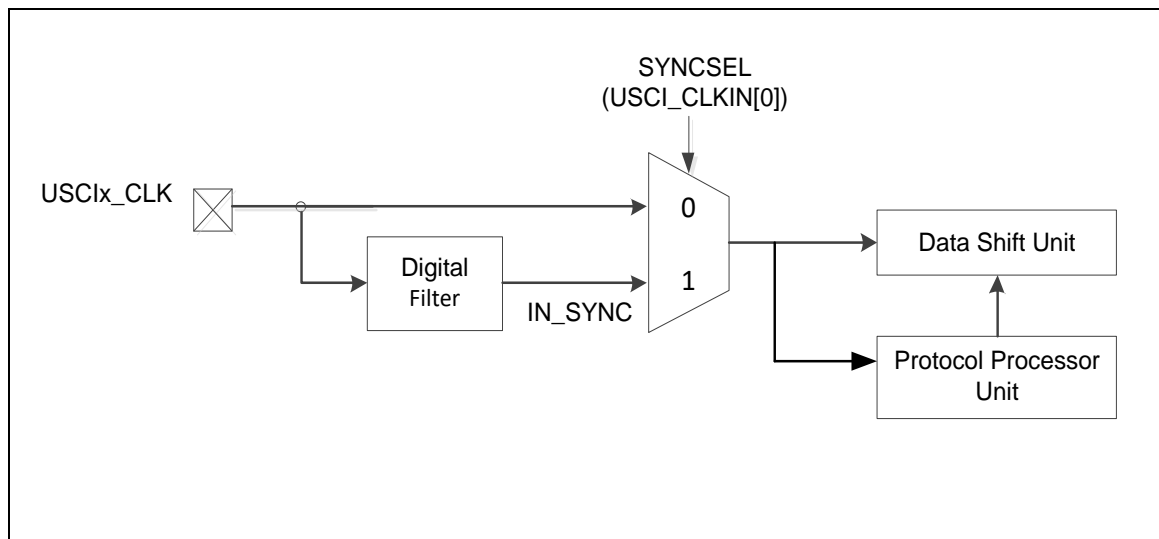 SYNCSEL
(USCI_CLKIN[0])
USCIx_CLK
0
Data Shift Unit
Digital
Filter
1
IN_SYNC
Protocol Processor
Unit